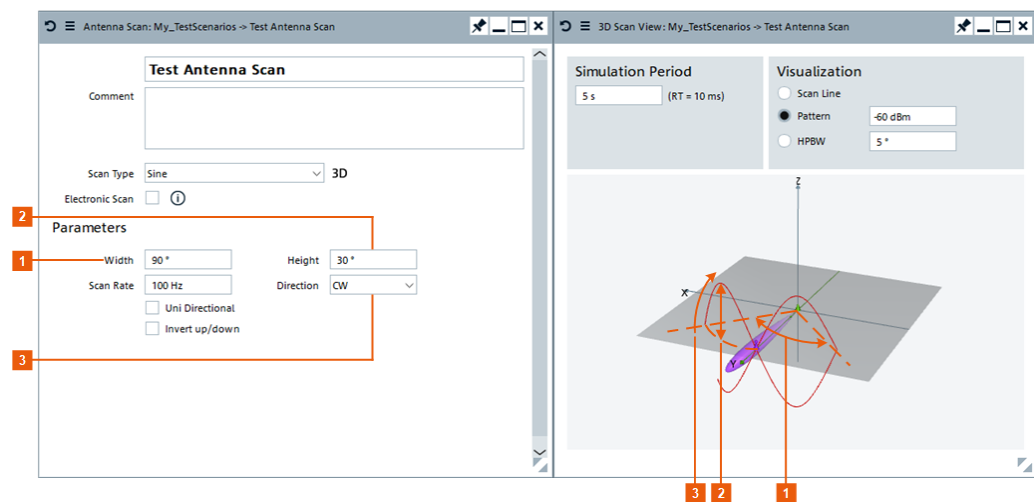 Antenna Scan: My_TestScenarios -> Test Antenna Scan
Test Antenna Scan
Comment
Scan Type Sine 3D
Electronic Scan
2
Parameters
1 Width 90 ° Height 30 °
Scan Rate 100 Hz Direction CW
Uni Directional
Invert up/down
3
3D Scan View: My_TestScenarios -> Test Antenna Scan
Simulation Period
5 s (RT = 10 ms)
Visualization
Scan Line
Pattern -60 dBm
HPBW 5 °
Z
X
Y
3 2 1